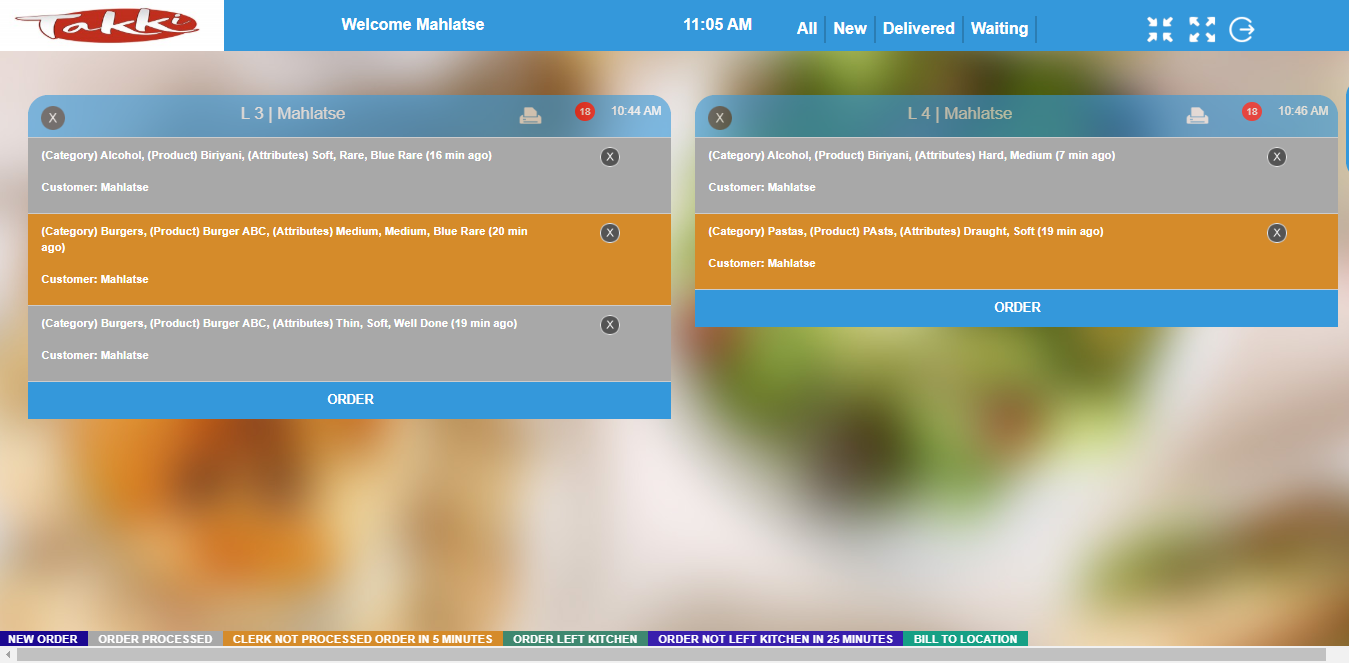 Takki
Welcome Mahlatse
11:05 AM
All
New
Delivered
Waiting
X
L 3 | Mahlatse
18
10:44 AM
(Category) Alcohol, (Product) Biriyani, (Attributes) Soft, Rare, Blue Rare (16 min ago)
X
Customer: Mahlatse
(Category) Burgers, (Product) Burger ABC, (Attributes) Medium, Medium, Blue Rare (20 min
ago)
X
Customer: Mahlatse
(Category) Burgers, (Product) Burger ABC, (Attributes) Thin, Soft, Well Done (19 min ago)
X
Customer: Mahlatse
ORDER
X
L 4 | Mahlatse
18
10:46 AM
(Category) Alcohol, (Product) Biriyani, (Attributes) Hard, Medium (7 min ago)
X
Customer: Mahlatse
(Category) Pastas, (Product) PAsts, (Attributes) Draught, Soft (19 min ago)
X
Customer: Mahlatse
ORDER
NEW ORDER
ORDER PROCESSED
CLERK NOT PROCESSED ORDER IN 5 MINUTES
ORDER LEFT KITCHEN
ORDER NOT LEFT KITCHEN IN 25 MINUTES
BILL TO LOCATION